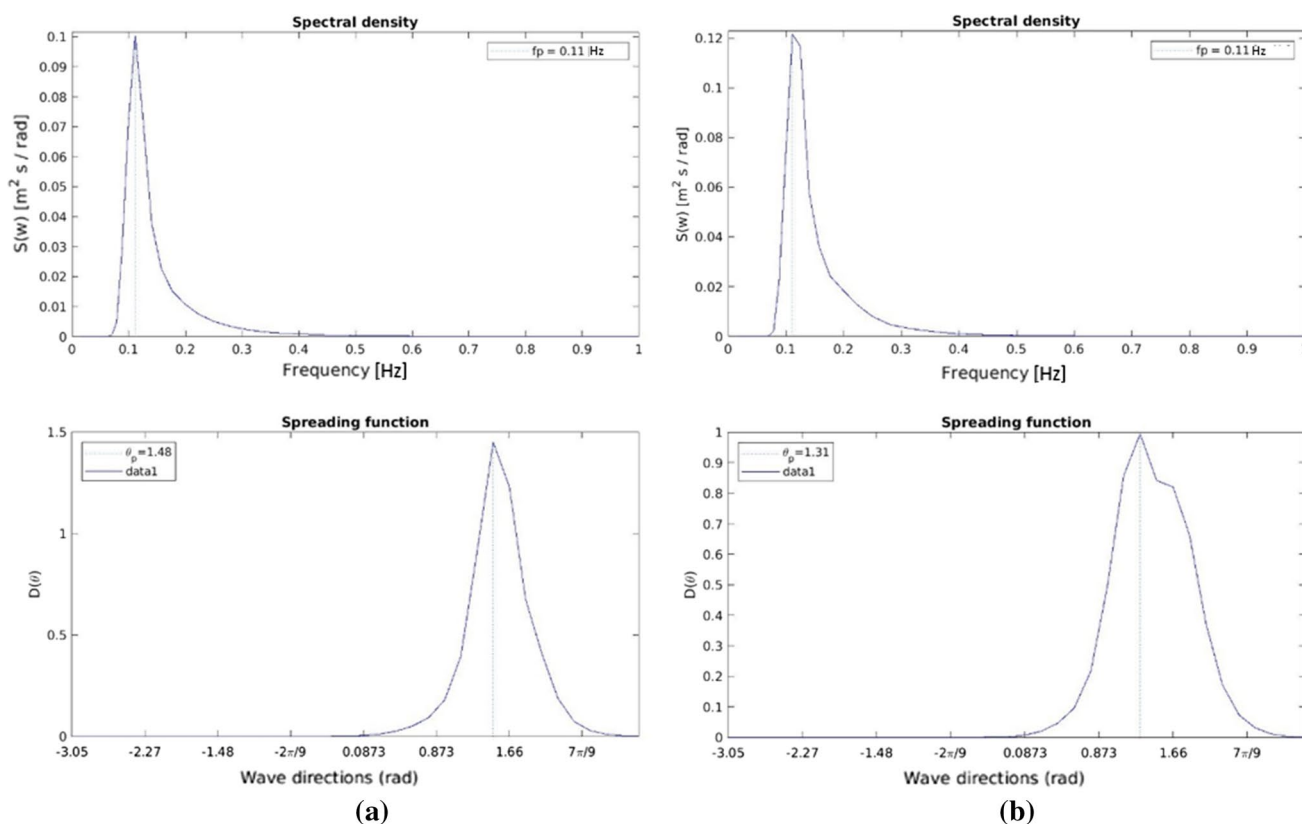 Spectral density
fp = 0.11 Hz
S(w) [m² s / rad]
0.1
0.09
0.08
0.07
0.06
0.05
0.04
0.03
0.02
0.01
0
0 0.1 0.2 0.3 0.4 0.5 0.6 0.7 0.8 0.9 1
Frequency [Hz]
Spectral density
fp = 0.11 Hz
S(w) [m² s / rad]
0.12
0.1
0.08
0.06
0.04
0.02
0
0 0.1 0.2 0.3 0.4 0.5 0.6 0.7 0.8 0.9
Frequency [Hz]
Spreading function
θp=1.48
data1
D(θ)
1.5
1
0.5
0
-3.05 -2.27 -1.48 -2π/9 0.0873 0.873 1.66 7π/9
Wave directions (rad)
(a)
Spreading function
θp=1.31
data1
D(θ)
1
0.9
0.8
0.7
0.6
0.5
0.4
0.3
0.2
0.1
0
-3.05 -2.27 -1.48 -2π/9 0.0873 0.873 1.66 7π/9
Wave directions (rad)
(b)